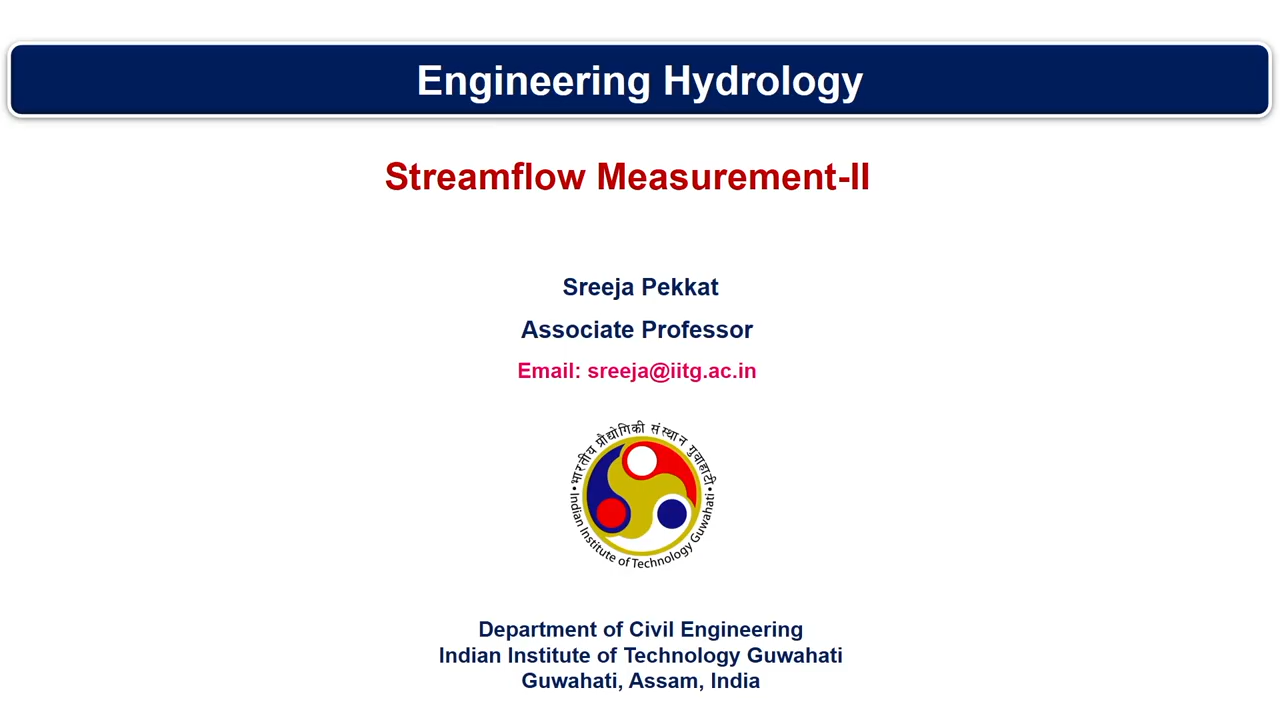 Engineering Hydrology
Streamflow Measurement-II
Sreeja Pekkat
Associate Professor
Email: sreeja@iitg.ac.in
भारतीय प्रौद्योगिकी संस्थान गुवाहाटी
Indian Institute of Technology Guwahati
Department of Civil Engineering
Indian Institute of Technology Guwahati
Guwahati, Assam, India